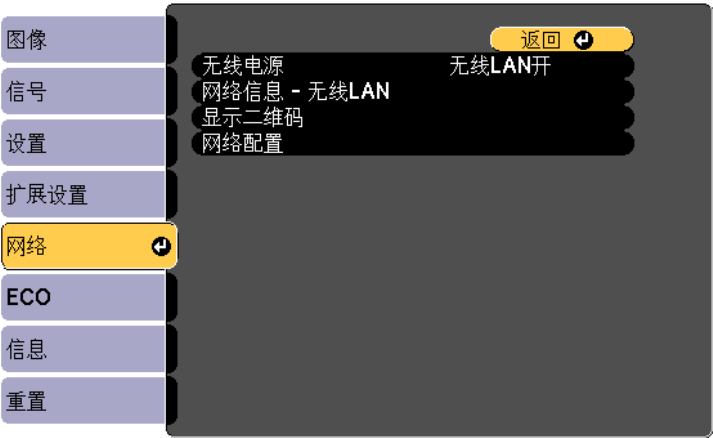 图像
信号
设置
扩展设置
网络
ECO
信息
重置
返回
无线电源 无线LAN开
网络信息 - 无线LAN
显示二维码
网络配置